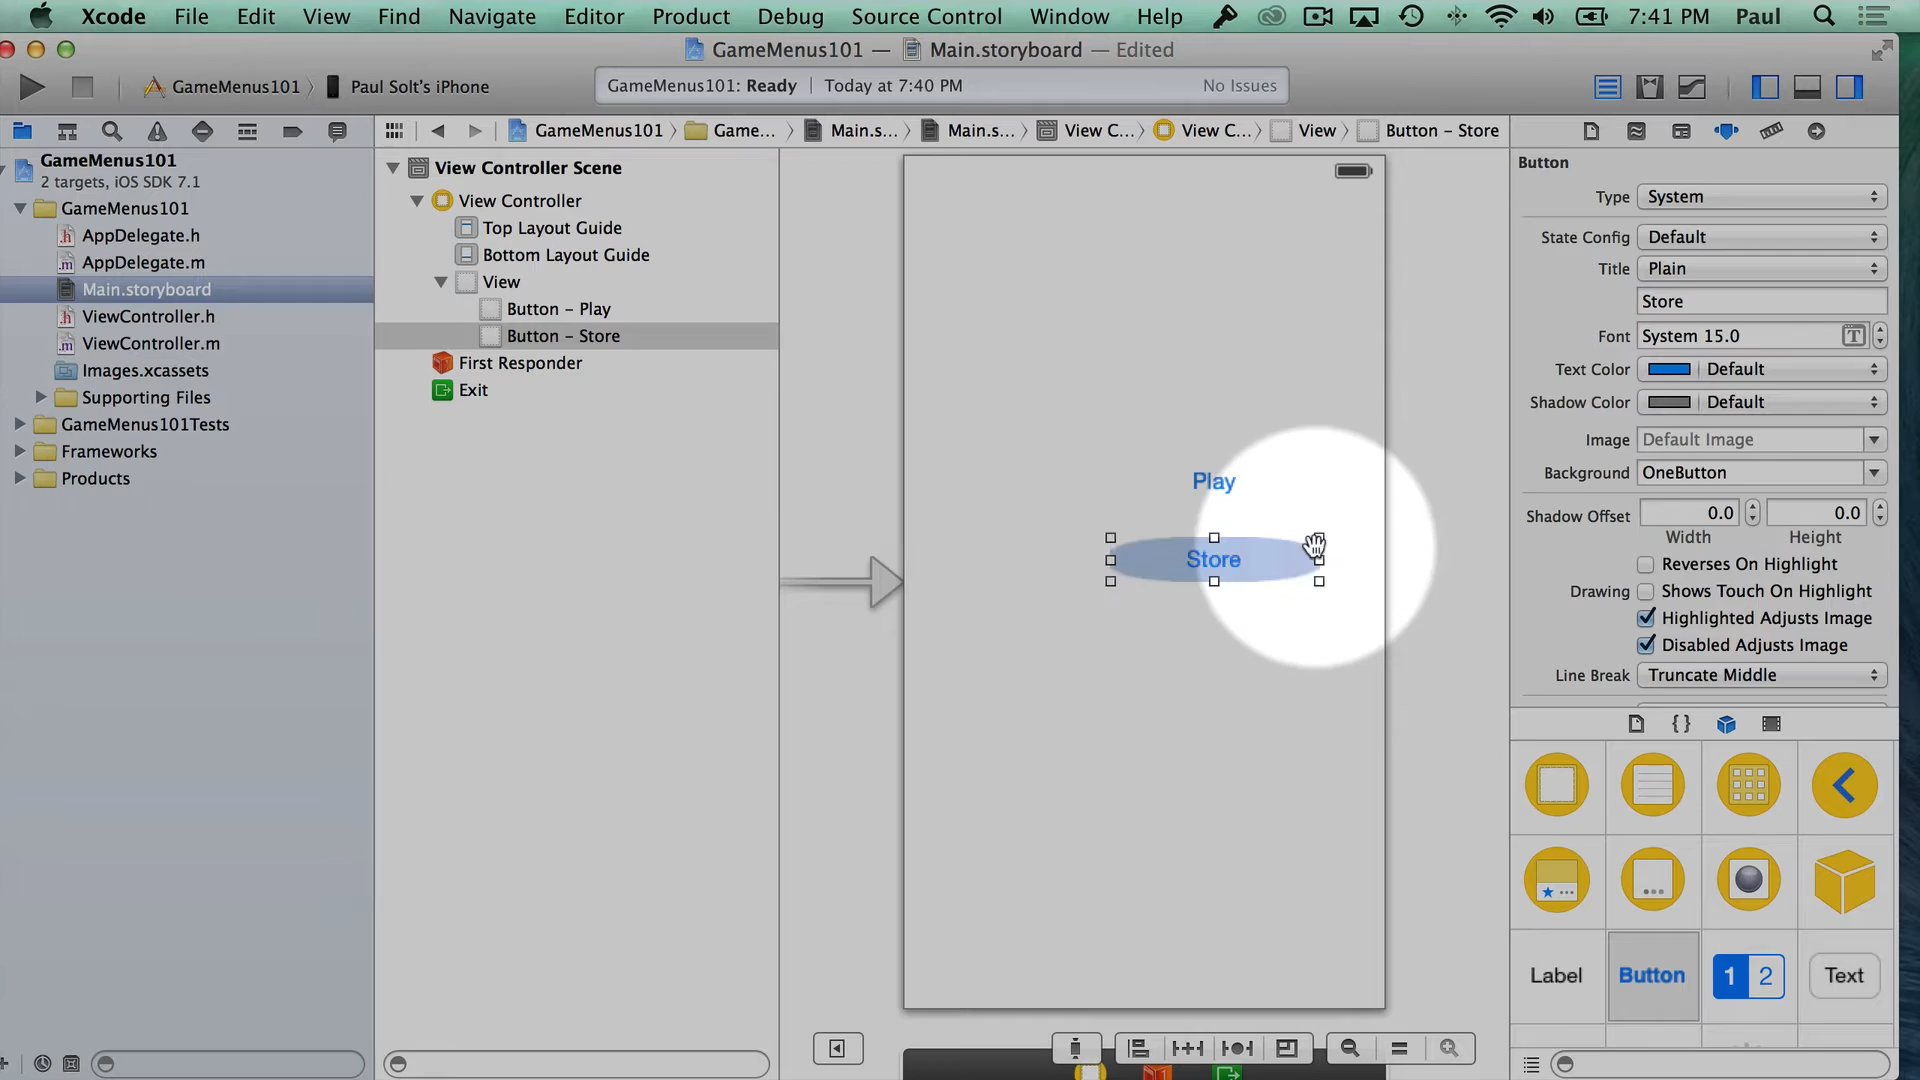 Xcode File Edit View Find Navigate Editor Product Debug Source Control Window Help 7:41 PM Paul
GameMenus101 — Main.storyboard — Edited
GameMenus101 Paul Solt's iPhone
GameMenus101: Ready Today at 7:40 PM No Issues
GameMenus101 Game... Main.s... Main.s... View C... View C... View Button – Store
GameMenus101
2 targets, iOS SDK 7.1
GameMenus101
AppDelegate.h
AppDelegate.m
Main.storyboard
ViewController.h
ViewController.m
Images.xcassets
Supporting Files
GameMenus101Tests
Frameworks
Products
View Controller Scene
View Controller
Top Layout Guide
Bottom Layout Guide
View
Button – Play
Button – Store
First Responder
Exit
Play
Store
Button
Type System
State Config Default
Title Plain
Store
Font System 15.0
Text Color Default
Shadow Color Default
Image Default Image
Background OneButton
Shadow Offset 0.0 0.0
Width Height
Reverses On Highlight
Drawing Shows Touch On Highlight
Highlighted Adjusts Image
Disabled Adjusts Image
Line Break Truncate Middle
{ }
Label Button 1 2 Text